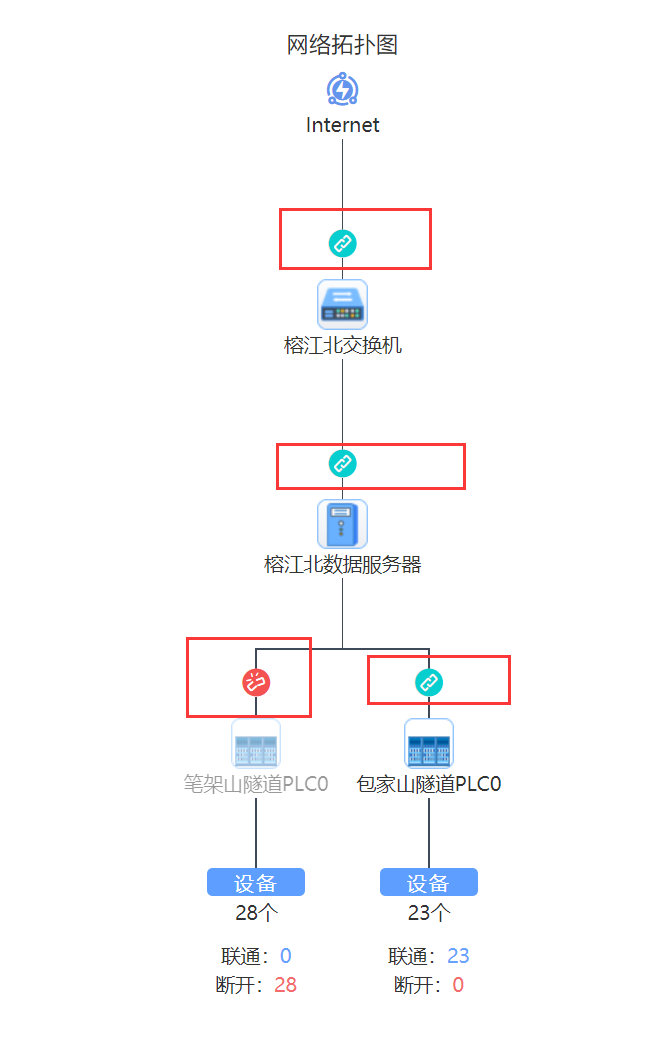 网络拓扑图
Internet
榕江北交换机
榕江北数据服务器
笔架山隧道PLC0 包家山隧道PLC0
设备 设备
28个 23个
联通：0 联通：23
断开：28 断开：0